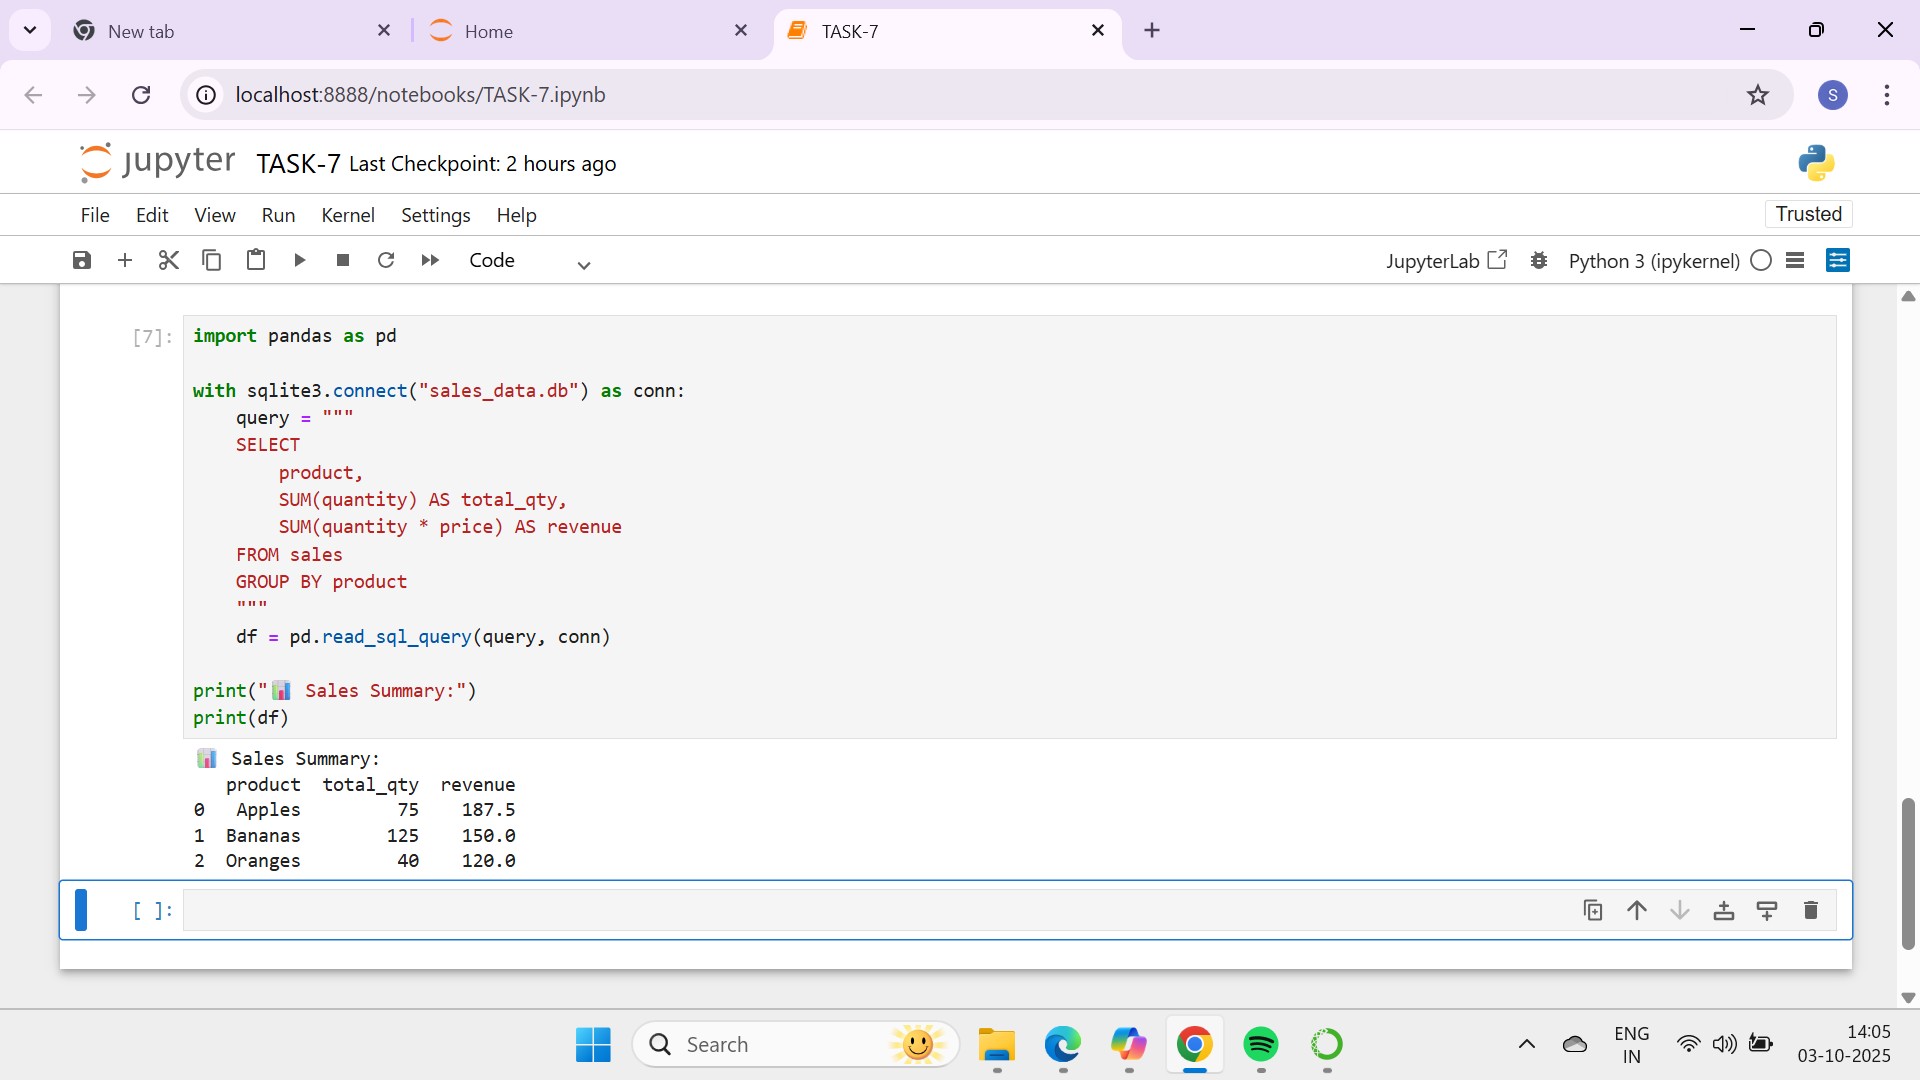 New tab
Home
TASK-7
localhost:8888/notebooks/TASK-7.ipynb
S
jupyter TASK-7 Last Checkpoint: 2 hours ago
File Edit View Run Kernel Settings Help
Trusted
Code
JupyterLab
Python 3 (ipykernel)
[7]:
import pandas as pd
with sqlite3.connect("sales_data.db") as conn:
    query = """
    SELECT
        product,
        SUM(quantity) AS total_qty,
        SUM(quantity * price) AS revenue
    FROM sales
    GROUP BY product
    """
    df = pd.read_sql_query(query, conn)
print("📊 Sales Summary:")
print(df)
📊 Sales Summary:
   product  total_qty  revenue
0   Apples         75    187.5
1  Bananas        125    150.0
2  Oranges         40    120.0
[ ]:
Search
ENG
IN
14:05
03-10-2025